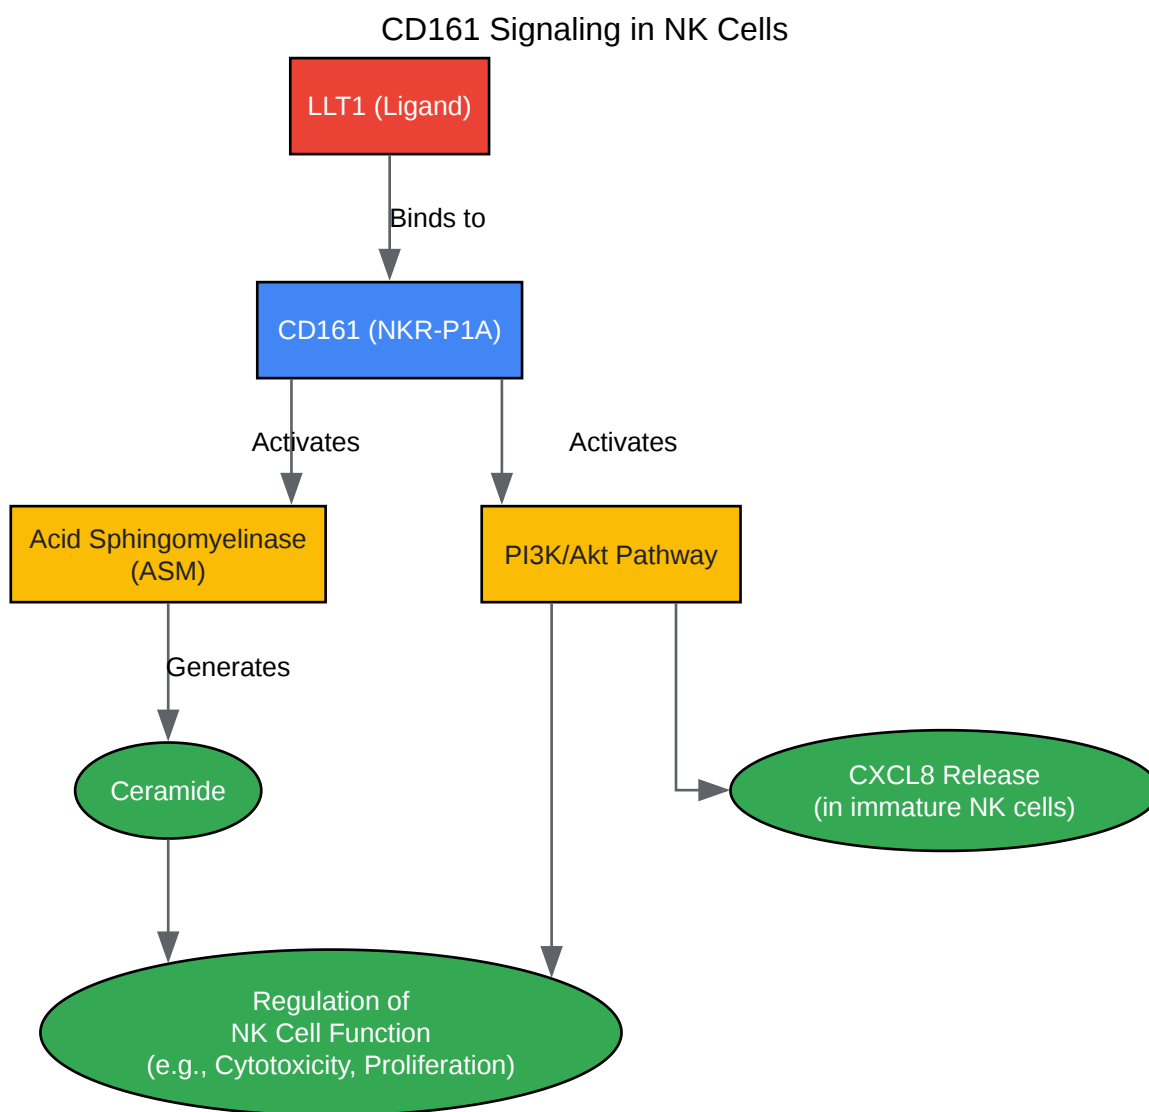 CD161 Signaling in NK Cells
LLT1 (Ligand)
Binds to
CD161 (NKR-P1A)
Activates
Activates
Acid Sphingomyelinase
(ASM)
PI3K/Akt Pathway
Generates
Ceramide
CXCL8 Release
(in immature NK cells)
Regulation of
NK Cell Function
(e.g., Cytotoxicity, Proliferation)